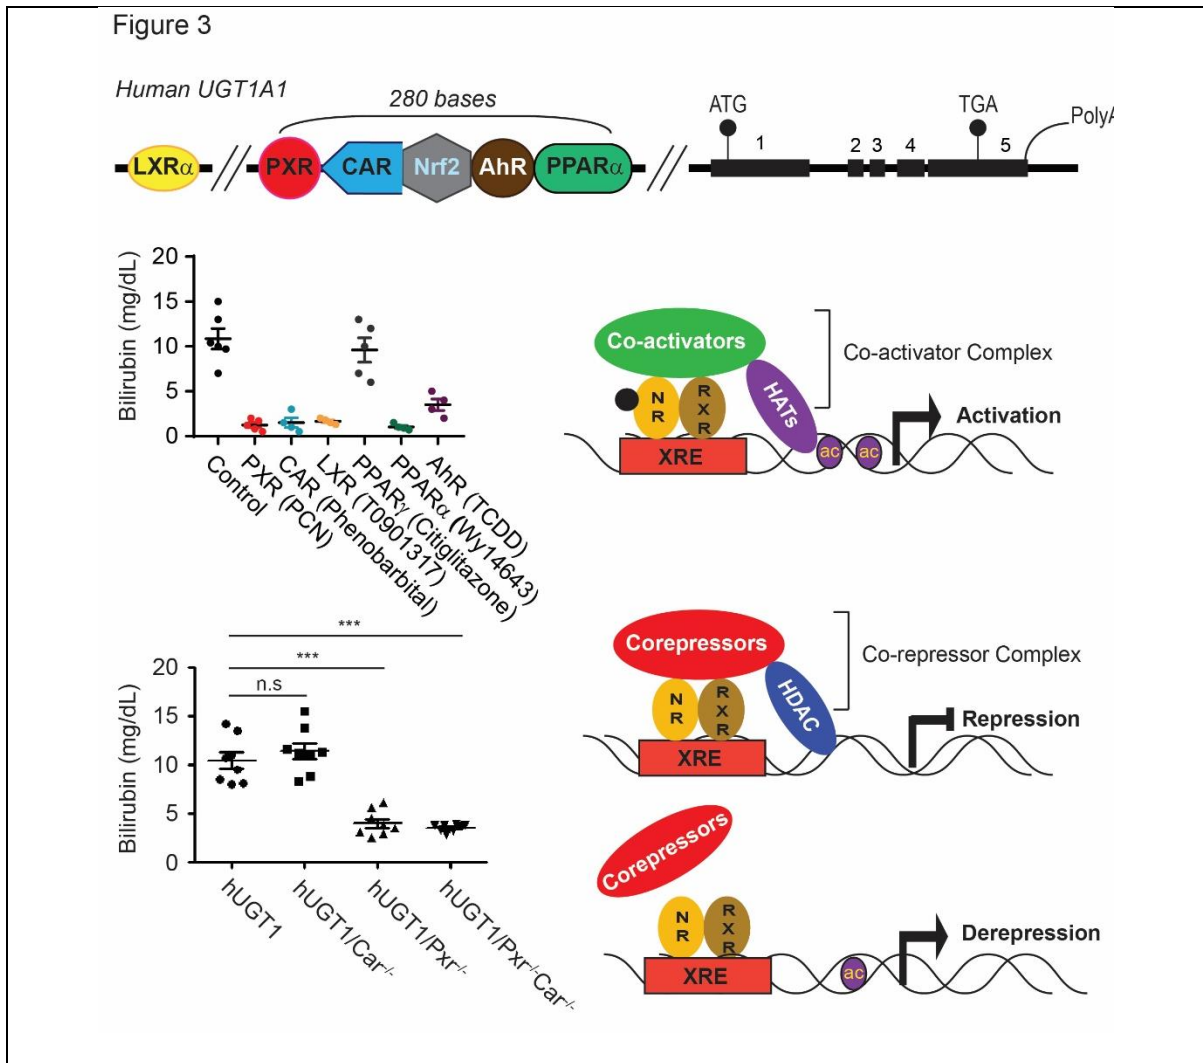 Figure 3
Human UGT1A1
280 bases
ATG
TGA
PolyA
1
2
3
4
5
LXRα
PXR
CAR
Nrf2
AhR
PPARα
Bilirubin (mg/dL)
20
15
10
5
0
Control
PXR (PCN)
CAR (Phenobarbital)
LXR (T0901317)
PPARγ (Citiglitazone)
PPARα (Wy14643)
AhR (TCDD)
Co-activators
Co-activator Complex
NR
RXR
HATs
XRE
ac
ac
Activation
***
***
n.s
Bilirubin (mg/dL)
20
15
10
5
0
hUGT1
hUGT1/Car-/-
hUGT1/Pxr-/-
hUGT1/Pxr-/-Car-/-
Corepressors
Co-repressor Complex
NR
RXR
HDAC
XRE
Repression
Corepressors
NR
RXR
XRE
ac
Derepression